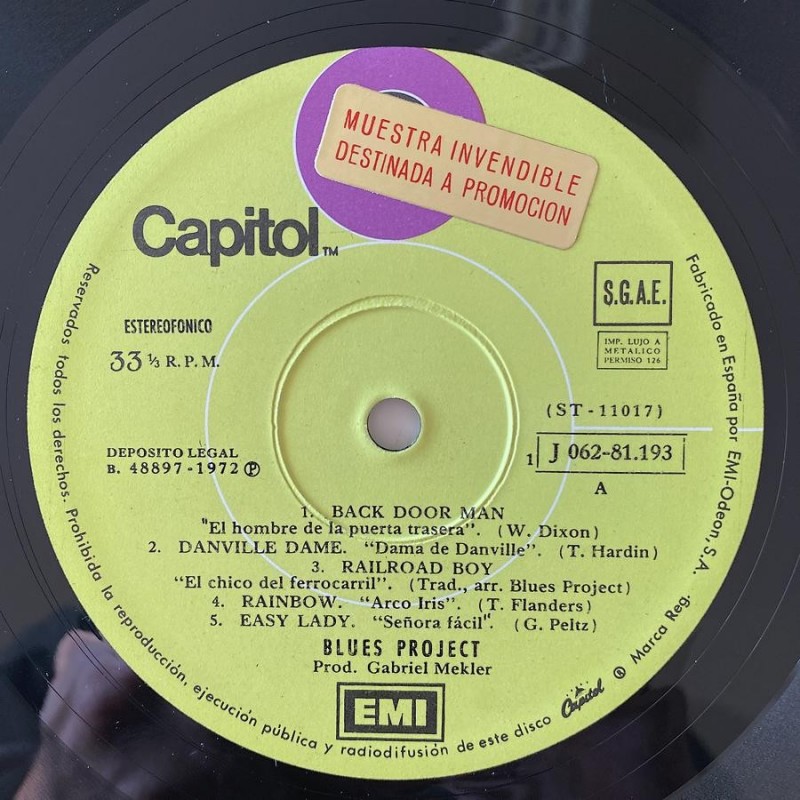 MUESTRA INVENDIBLE
DESTINADA A PROMOCION
Capitol™
ESTEREOFONICO
33 ⅓ R. P. M.
S.G.A.E.
IMP. LUJO A
METALICO
PERMISO 126
(ST-11017)
1 J 062-81.193
A
DEPOSITO LEGAL
B. 48897-1972 ℗
1. BACK DOOR MAN
"El hombre de la puerta trasera". (W. Dixon)
2. DANVILLE DAME. "Dama de Danville". (T. Hardin)
3. RAILROAD BOY
"El chico del ferrocarril". (Trad., arr. Blues Project)
4. RAINBOW. "Arco Iris". (T. Flanders)
5. EASY LADY. "Señora fácil". (G. Peltz)
BLUES PROJECT
Prod. Gabriel Mekler
EMI
Reservados todos los derechos. Prohibida la reproducción, ejecución pública y radiodifusión de este disco
Capitol ® Marca Reg.
Fabricado en España por EMI-Odeon, S.A.